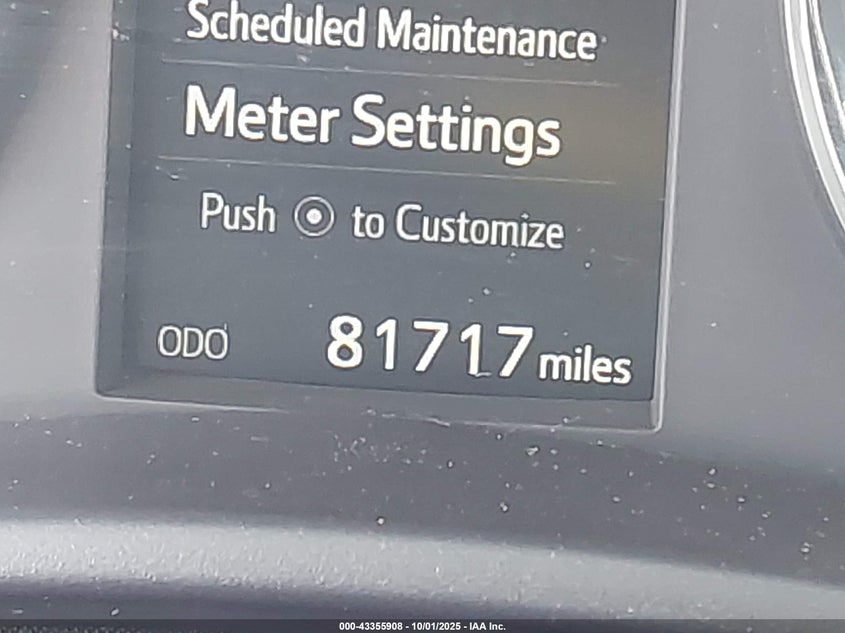 Scheduled Maintenance
Meter Settings
Push to Customize
ODO 81717 miles
000-43355908 - 10/01/2025 - IAA Inc.